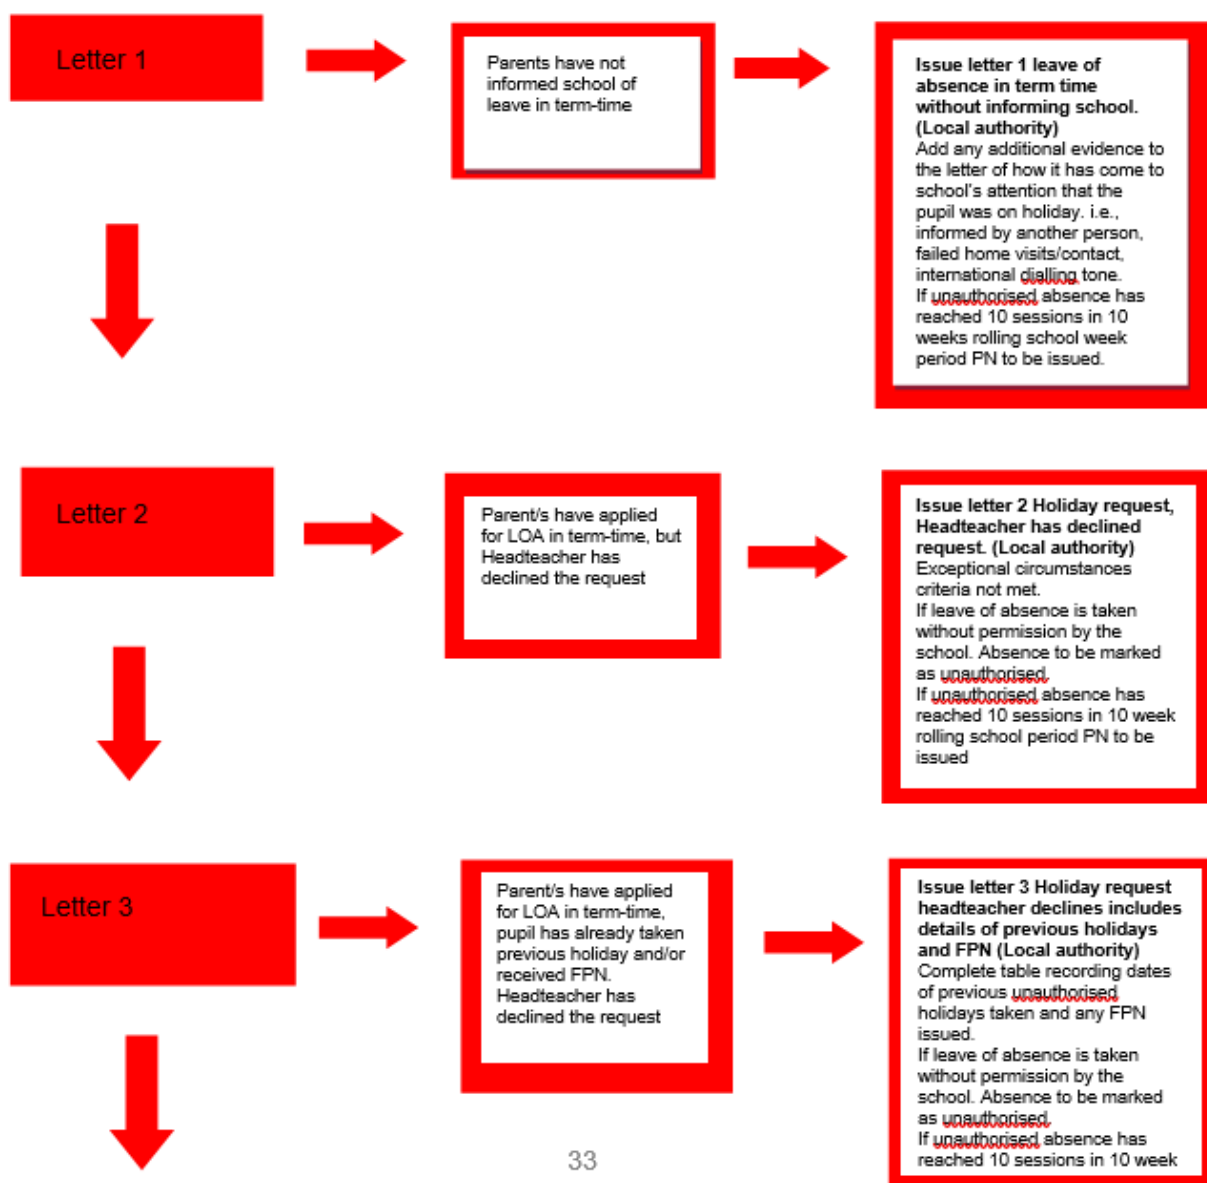 Letter 1
Parents have not
informed school of
leave in term-time
Issue letter 1 leave of
absence in term time
without informing school.
(Local authority)
Add any additional evidence to
the letter of how it has come to
school's attention that the
pupil was on holiday. i.e.,
informed by another person,
failed home visits/contact,
international dialling tone.
If unauthorised absence has
reached 10 sessions in 10
weeks rolling school week
period PN to be issued.
Letter 2
Parent/s have applied
for LOA in term-time, but
Headteacher has
declined the request
Issue letter 2 Holiday request,
Headteacher has declined
request. (Local authority)
Exceptional circumstances
criteria not met.
If leave of absence is taken
without permission by the
school. Absence to be marked
as unauthorised.
If unauthorised absence has
reached 10 sessions in 10 week
rolling school period PN to be
issued
Letter 3
Parent/s have applied
for LOA in term-time,
pupil has already taken
previous holiday and/or
received FPN.
Headteacher has
declined the request
Issue letter 3 Holiday request
headteacher declines includes
details of previous holidays
and FPN (Local authority)
Complete table recording dates
of previous unauthorised
holidays taken and any FPN
issued.
If leave of absence is taken
without permission by the
school. Absence to be marked
as unauthorised.
If unauthorised absence has
reached 10 sessions in 10 week
33